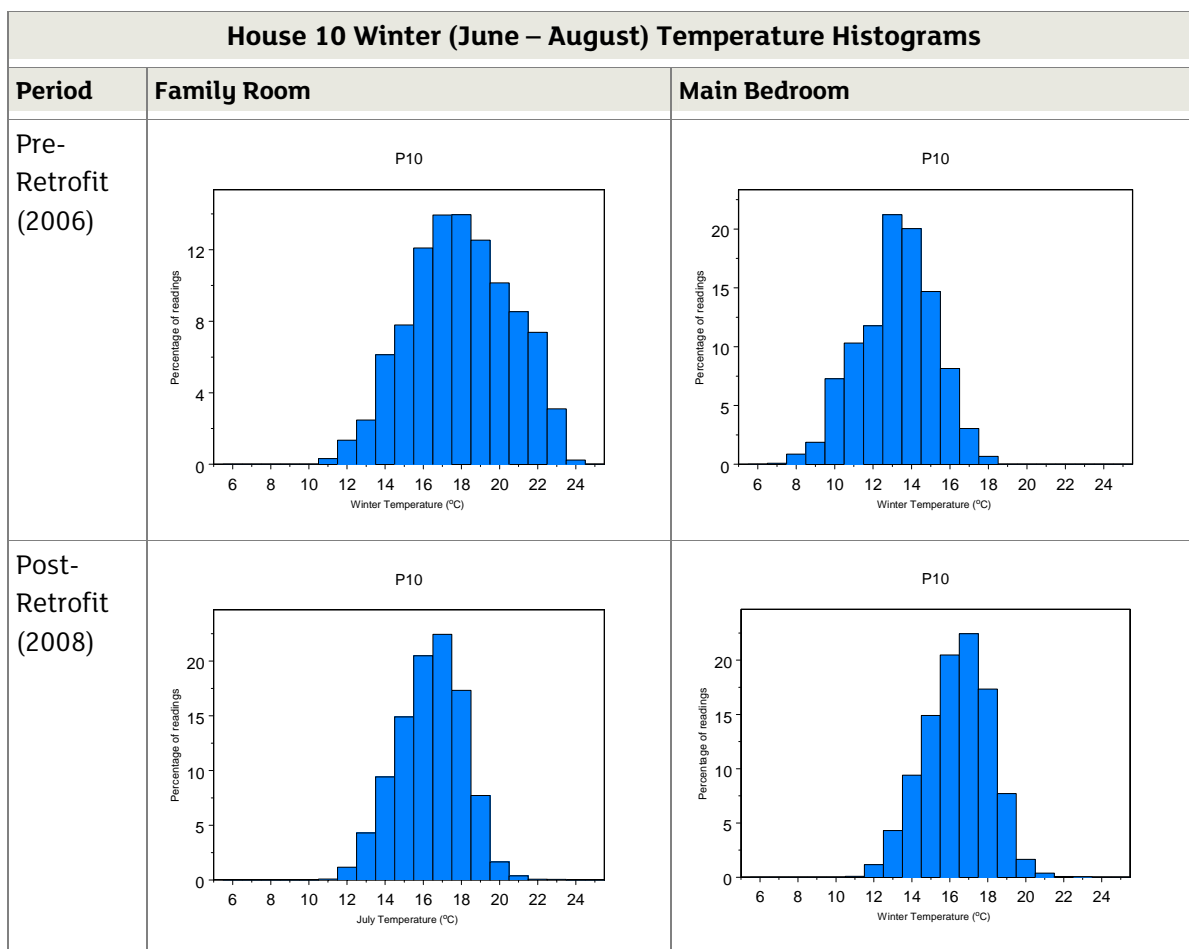 House 10 Winter (June – August) Temperature Histograms
Period Family Room Main Bedroom
Pre-
Retrofit
(2006)
P10
Percentage of readings
12
8
4
0
6 8 10 12 14 16 18 20 22 24
Winter Temperature (°C)
P10
Percentage of readings
20
15
10
5
0
6 8 10 12 14 16 18 20 22 24
Winter Temperature (°C)
Post-
Retrofit
(2008)
P10
Percentage of readings
20
15
10
5
0
6 8 10 12 14 16 18 20 22 24
July Temperature (°C)
P10
Percentage of readings
20
15
10
5
0
6 8 10 12 14 16 18 20 22 24
Winter Temperature (°C)